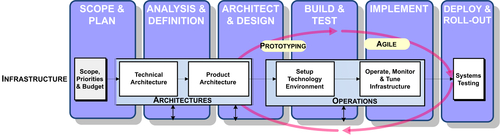 SCOPE &
PLAN
ANALYSIS &
DEFINITION
ARCHITECT
& DESIGN
BUILD &
TEST
IMPLEMENT
DEPLOY &
ROLL-OUT
PROTOTYPING
AGILE
INFRASTRUCTURE
Scope,
Priorities
& Budget
Technical
Architecture
Product
Architecture
Setup
Technology
Environment
Operate, Monitor
& Tune
Infrastructure
Systems
Testing
ARCHITECTURES
OPERATIONS